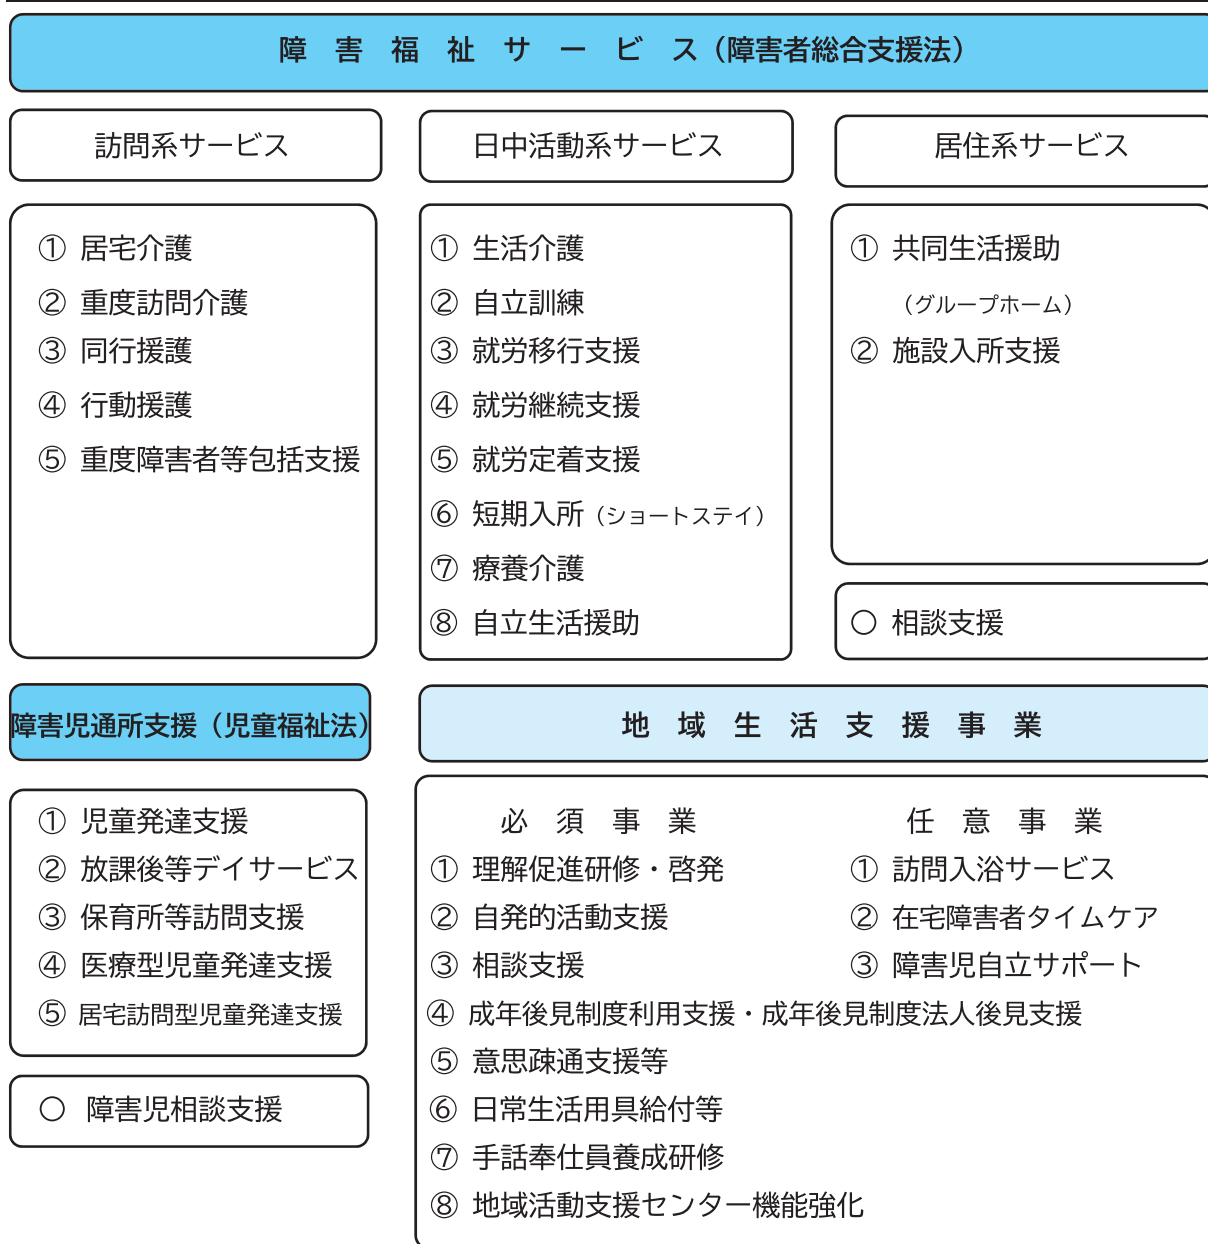 障害福祉サービス（障害者総合支援法）
訪問系サービス
① 居宅介護
② 重度訪問介護
③ 同行援護
④ 行動援護
⑤ 重度障害者等包括支援
日中活動系サービス
① 生活介護
② 自立訓練
③ 就労移行支援
④ 就労継続支援
⑤ 就労定着支援
⑥ 短期入所（ショートステイ）
⑦ 療養介護
⑧ 自立生活援助
居住系サービス
① 共同生活援助
（グループホーム）
② 施設入所支援
○ 相談支援
障害児通所支援（児童福祉法）
① 児童発達支援
② 放課後等デイサービス
③ 保育所等訪問支援
④ 医療型児童発達支援
⑤ 居宅訪問型児童発達支援
○ 障害児相談支援
地域生活支援事業
必須事業
① 理解促進研修・啓発
② 自発的活動支援
③ 相談支援
④ 成年後見制度利用支援・成年後見制度法人後見支援
⑤ 意思疎通支援等
⑥ 日常生活用具給付等
⑦ 手話奉仕員養成研修
⑧ 地域活動支援センター機能強化
任意事業
① 訪問入浴サービス
② 在宅障害者タイムケア
③ 障害児自立サポート